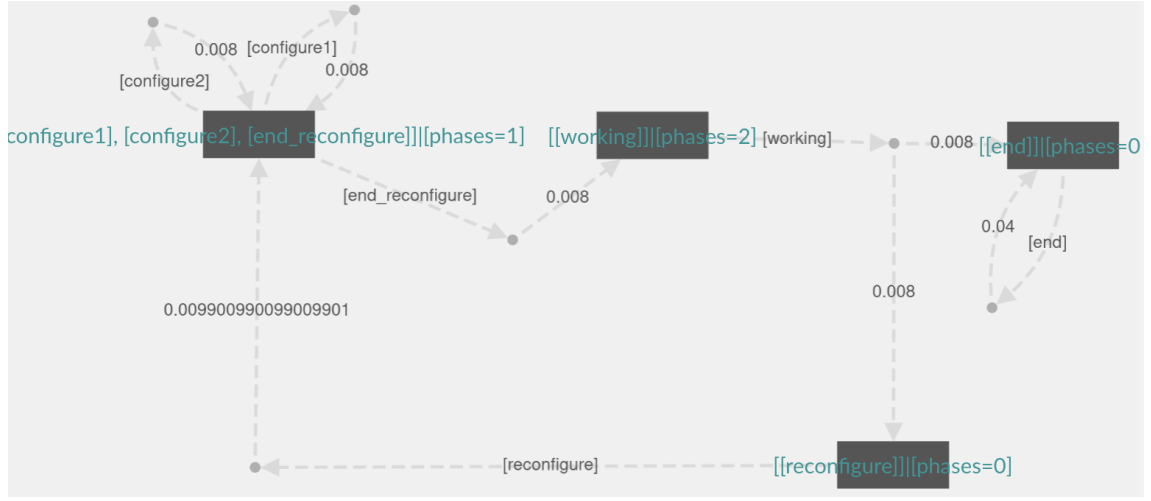 0.008
[configure1]
0.008
[configure2]
configure1], [configure2], [end_reconfigure]]|[phases=1]
[[working]]|[phases=2]
[working]
0.008
[[end]]|[phases=0
[end_reconfigure]
0.008
0.04
[end]
0.008
0.009900990099009901
[reconfigure]
[[reconfigure]]|[phases=0]